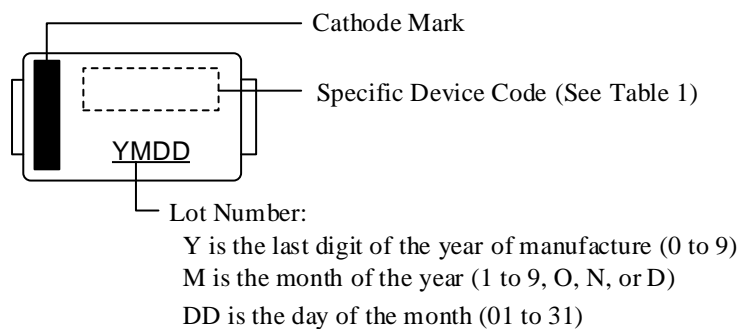 Cathode Mark
Specific Device Code (See Table 1)
YMDD
Lot Number:
Y is the last digit of the year of manufacture (0 to 9)
M is the month of the year (1 to 9, O, N, or D)
DD is the day of the month (01 to 31)